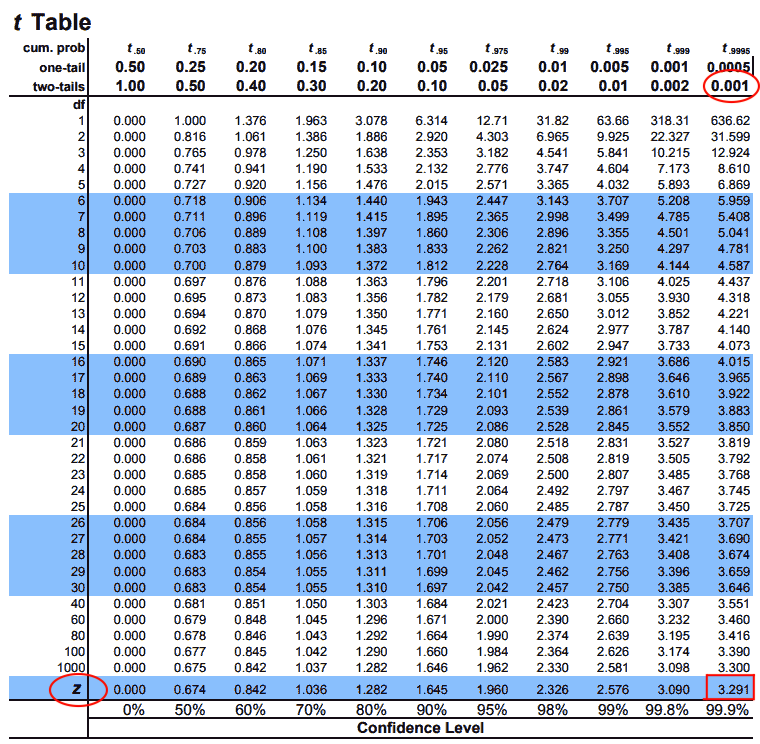 t Table
cum. prob t .50 t .75 t .80 t .85 t .90 t .95 t .975 t .99 t .995 t .999 t .9995
one-tail 0.50 0.25 0.20 0.15 0.10 0.05 0.025 0.01 0.005 0.001 0.0005
two-tails 1.00 0.50 0.40 0.30 0.20 0.10 0.05 0.02 0.01 0.002 0.001
df
1 0.000 1.000 1.376 1.963 3.078 6.314 12.71 31.82 63.66 318.31 636.62
2 0.000 0.816 1.061 1.386 1.886 2.920 4.303 6.965 9.925 22.327 31.599
3 0.000 0.765 0.978 1.250 1.638 2.353 3.182 4.541 5.841 10.215 12.924
4 0.000 0.741 0.941 1.190 1.533 2.132 2.776 3.747 4.604 7.173 8.610
5 0.000 0.727 0.920 1.156 1.476 2.015 2.571 3.365 4.032 5.893 6.869
6 0.000 0.718 0.906 1.134 1.440 1.943 2.447 3.143 3.707 5.208 5.959
7 0.000 0.711 0.896 1.119 1.415 1.895 2.365 2.998 3.499 4.785 5.408
8 0.000 0.706 0.889 1.108 1.397 1.860 2.306 2.896 3.355 4.501 5.041
9 0.000 0.703 0.883 1.100 1.383 1.833 2.262 2.821 3.250 4.297 4.781
10 0.000 0.700 0.879 1.093 1.372 1.812 2.228 2.764 3.169 4.144 4.587
11 0.000 0.697 0.876 1.088 1.363 1.796 2.201 2.718 3.106 4.025 4.437
12 0.000 0.695 0.873 1.083 1.356 1.782 2.179 2.681 3.055 3.930 4.318
13 0.000 0.694 0.870 1.079 1.350 1.771 2.160 2.650 3.012 3.852 4.221
14 0.000 0.692 0.868 1.076 1.345 1.761 2.145 2.624 2.977 3.787 4.140
15 0.000 0.691 0.866 1.074 1.341 1.753 2.131 2.602 2.947 3.733 4.073
16 0.000 0.690 0.865 1.071 1.337 1.746 2.120 2.583 2.921 3.686 4.015
17 0.000 0.689 0.863 1.069 1.333 1.740 2.110 2.567 2.898 3.646 3.965
18 0.000 0.688 0.862 1.067 1.330 1.734 2.101 2.552 2.878 3.610 3.922
19 0.000 0.688 0.861 1.066 1.328 1.729 2.093 2.539 2.861 3.579 3.883
20 0.000 0.687 0.860 1.064 1.325 1.725 2.086 2.528 2.845 3.552 3.850
21 0.000 0.686 0.859 1.063 1.323 1.721 2.080 2.518 2.831 3.527 3.819
22 0.000 0.686 0.858 1.061 1.321 1.717 2.074 2.508 2.819 3.505 3.792
23 0.000 0.685 0.858 1.060 1.319 1.714 2.069 2.500 2.807 3.485 3.768
24 0.000 0.685 0.857 1.059 1.318 1.711 2.064 2.492 2.797 3.467 3.745
25 0.000 0.684 0.856 1.058 1.316 1.708 2.060 2.485 2.787 3.450 3.725
26 0.000 0.684 0.856 1.058 1.315 1.706 2.056 2.479 2.779 3.435 3.707
27 0.000 0.684 0.855 1.057 1.314 1.703 2.052 2.473 2.771 3.421 3.690
28 0.000 0.683 0.855 1.056 1.313 1.701 2.048 2.467 2.763 3.408 3.674
29 0.000 0.683 0.854 1.055 1.311 1.699 2.045 2.462 2.756 3.396 3.659
30 0.000 0.683 0.854 1.055 1.310 1.697 2.042 2.457 2.750 3.385 3.646
40 0.000 0.681 0.851 1.050 1.303 1.684 2.021 2.423 2.704 3.307 3.551
60 0.000 0.679 0.848 1.045 1.296 1.671 2.000 2.390 2.660 3.232 3.460
80 0.000 0.678 0.846 1.043 1.292 1.664 1.990 2.374 2.639 3.195 3.416
100 0.000 0.677 0.845 1.042 1.290 1.660 1.984 2.364 2.626 3.174 3.390
1000 0.000 0.675 0.842 1.037 1.282 1.646 1.962 2.330 2.581 3.098 3.300
z 0.000 0.674 0.842 1.036 1.282 1.645 1.960 2.326 2.576 3.090 3.291
0% 50% 60% 70% 80% 90% 95% 98% 99% 99.8% 99.9%
Confidence Level